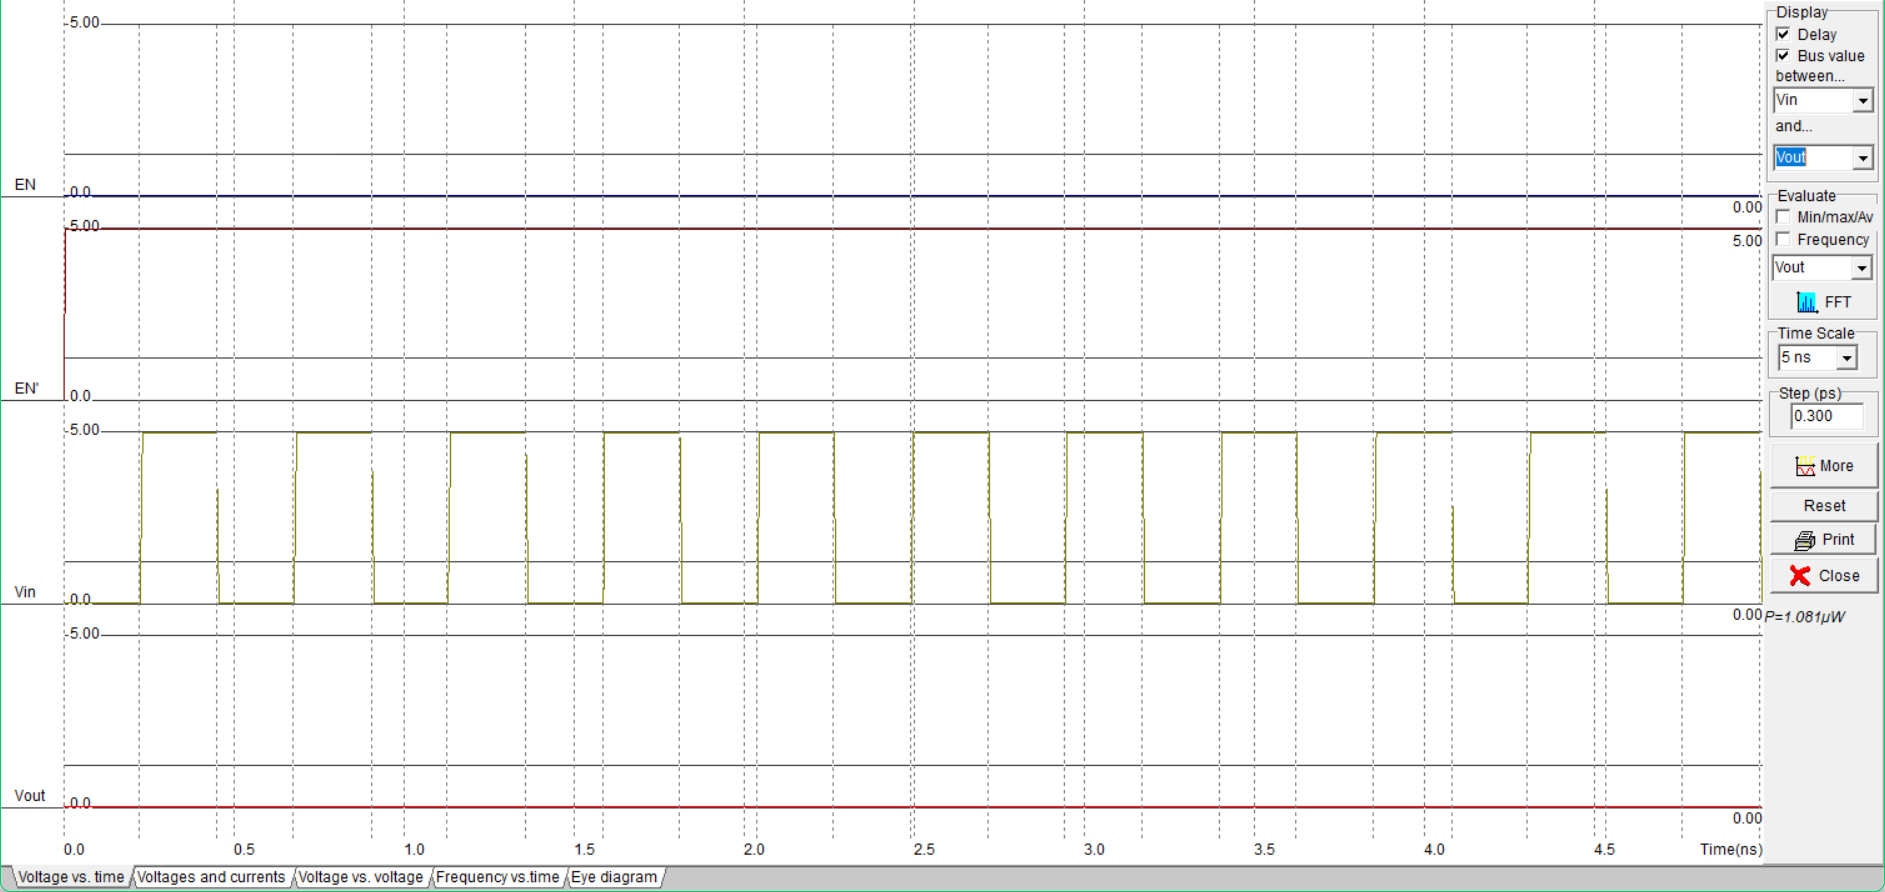 5.00
EN
0.0
0.00
5.00
5.00
EN'
0.0
5.00
Vin
0.0
0.00
5.00
Vout
0.0
0.00
0.0 0.5 1.0 1.5 2.0 2.5 3.0 3.5 4.0 4.5 Time(ns)
Voltage vs. time Voltages and currents Voltage vs. voltage Frequency vs.time Eye diagram
Display
Delay
Bus value
between...
Vin
and...
Vout
Evaluate
Min/max/Av
Frequency
Vout
FFT
Time Scale
5 ns
Step (ps)
0.300
More
Reset
Print
Close
P=1.081µW